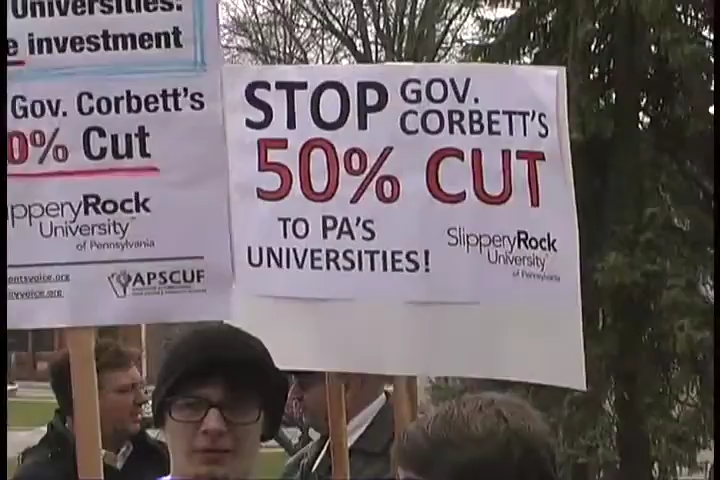 Universities:
investment
Gov. Corbett's
0% Cut
pperyRock
University
of Pennsylvania
APSCUF
STOP GOV. CORBETT'S
50% CUT
TO PA'S
UNIVERSITIES!
SlipperyRock
University
of Pennsylvania